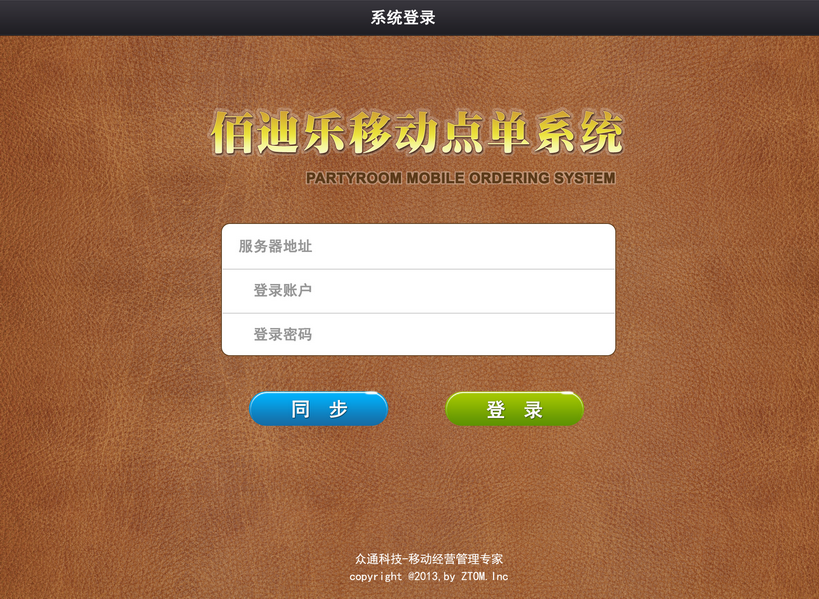 系统登录
佰迪乐移动点单系统
PARTYROOM MOBILE ORDERING SYSTEM
服务器地址
登录账户
登录密码
同 步
登 录
众通科技-移动经营管理专家
copyright @2013,by ZTOM.Inc